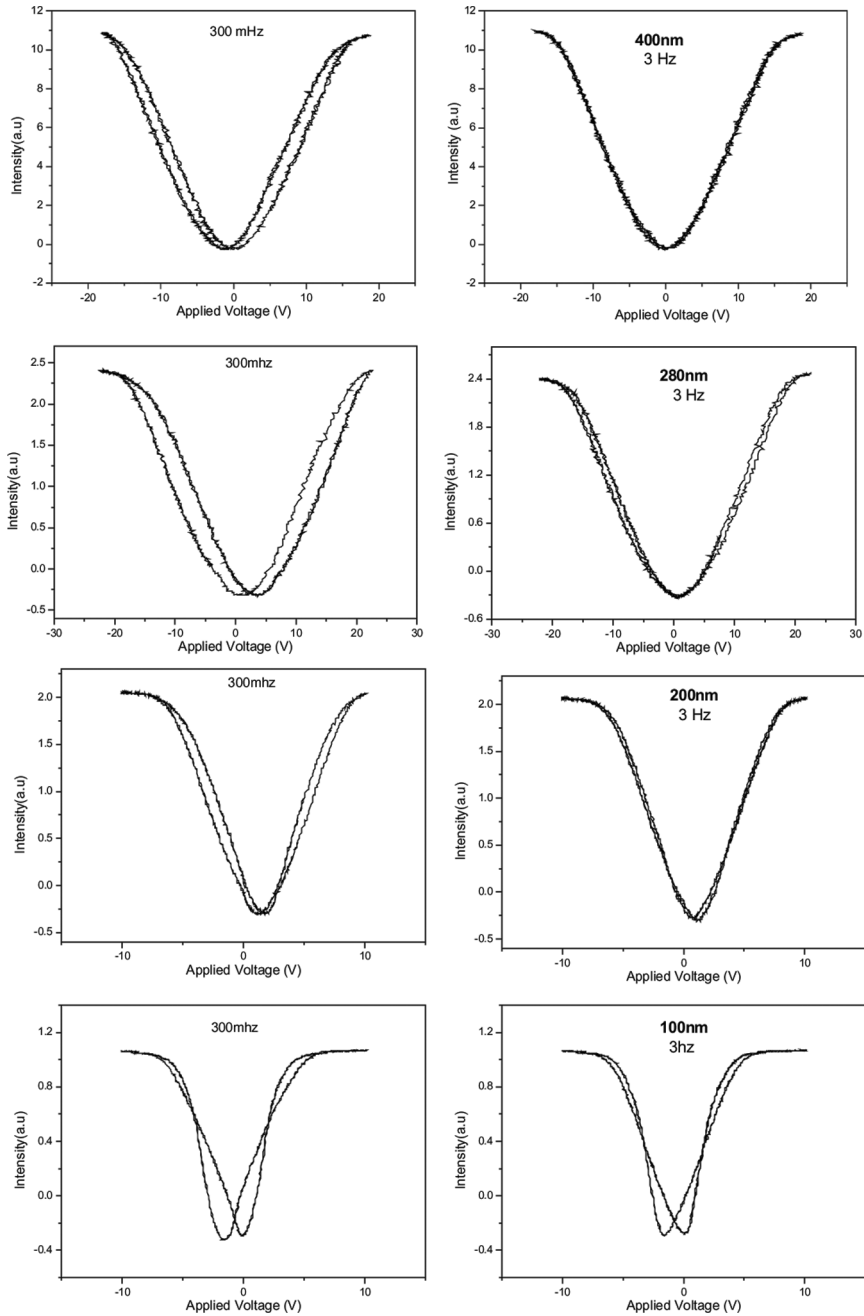 12
10
8
6
4
2
0
-2
Intensity(a.u)
300 mHz
-20 -10 0 10 20
Applied Voltage (V)
12
10
8
6
4
2
0
-2
Intensity (a.u)
400nm
3 Hz
-20 -10 0 10 20
Applied Voltage (V)
2.5
2.0
1.5
1.0
0.5
0.0
-0.5
Intensity(a.u)
300mhz
-30 -20 -10 0 10 20 30
Applied Voltage (V)
2.4
1.8
1.2
0.6
0.0
-0.6
Intensity(a.u)
280nm
3 Hz
-30 -20 -10 0 10 20 30
Applied Voltage (V)
2.0
1.5
1.0
0.5
0.0
-0.5
Intensity(a.u)
300mhz
-10 0 10
Applied Voltage (V)
2.0
1.5
1.0
0.5
0.0
-0.5
Intensity(a.u)
200nm
3 Hz
-10 0 10
Applied Voltage (V)
1.2
0.8
0.4
0.0
-0.4
Intensity(a.u)
300mhz
-10 0 10
Applied Voltage (V)
1.2
0.8
0.4
0.0
-0.4
Intensity(a.u)
100nm
3hz
-10 0 10
Applied Voltage (V)